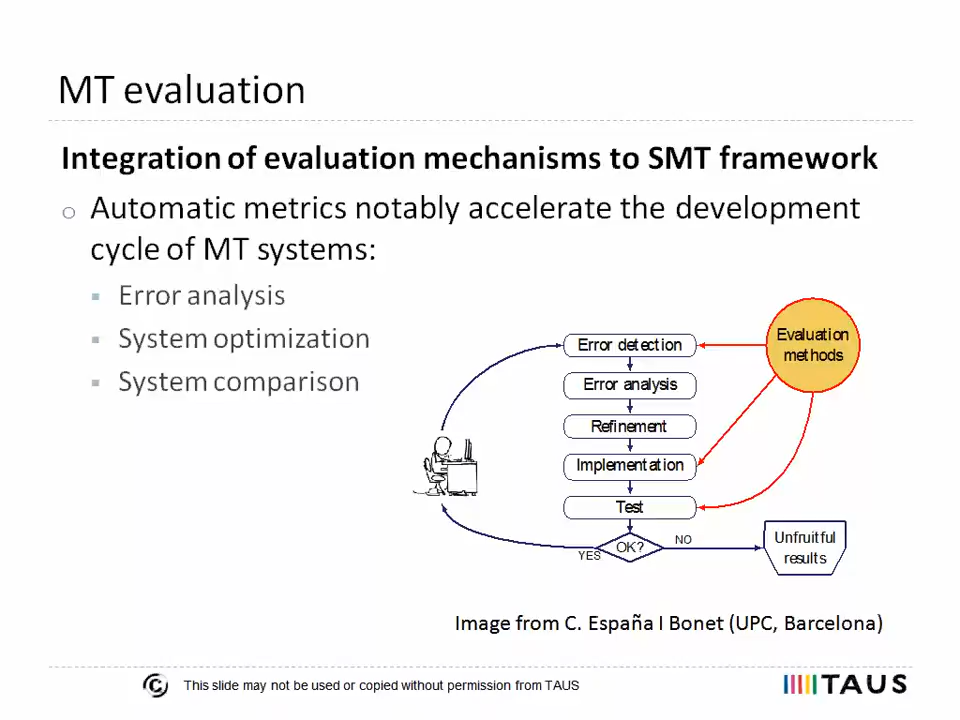 MT evaluation
Integration of evaluation mechanisms to SMT framework
o Automatic metrics notably accelerate the development
cycle of MT systems:
▪ Error analysis
▪ System optimization
▪ System comparison
Evaluation
methods
Error detection
Error analysis
Refinement
Implementation
Test
OK?
YES
NO
Unfruitful
results
Image from C. España I Bonet (UPC, Barcelona)
This slide may not be used or copied without permission from TAUS
TAUS